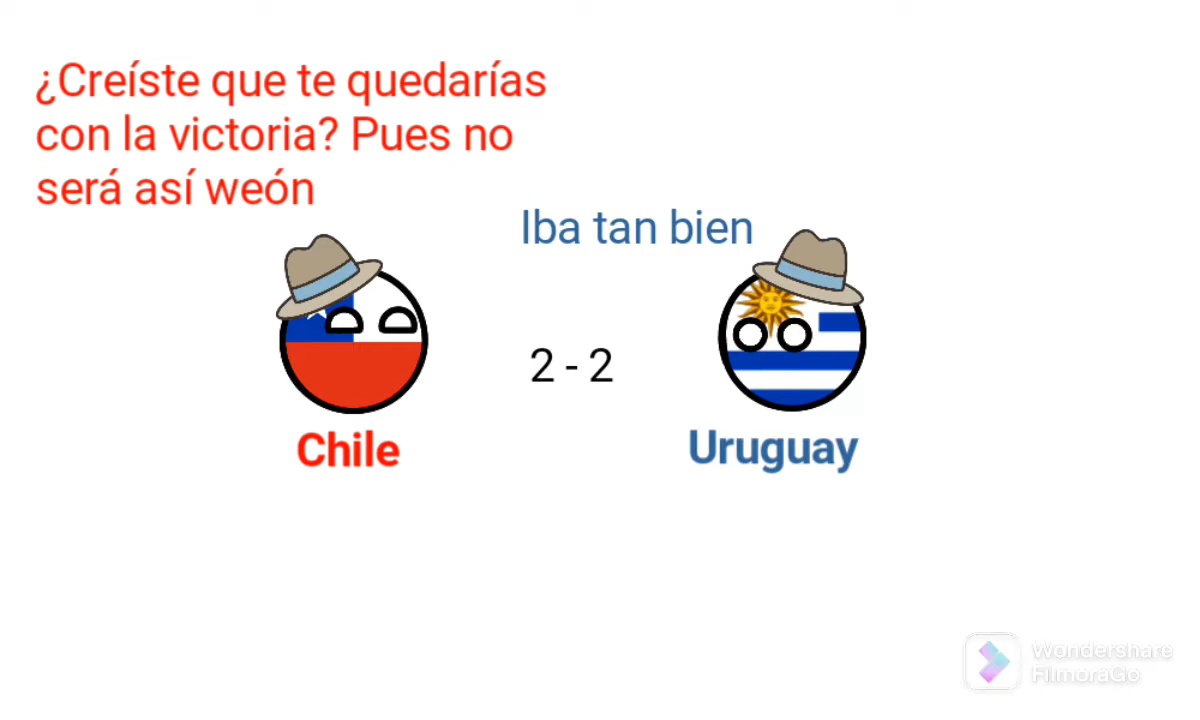 ¿Creíste que te quedarías
con la victoria? Pues no
será así weón
Iba tan bien
2 - 2
Chile
Uruguay
Wondershare
FilmoraGo